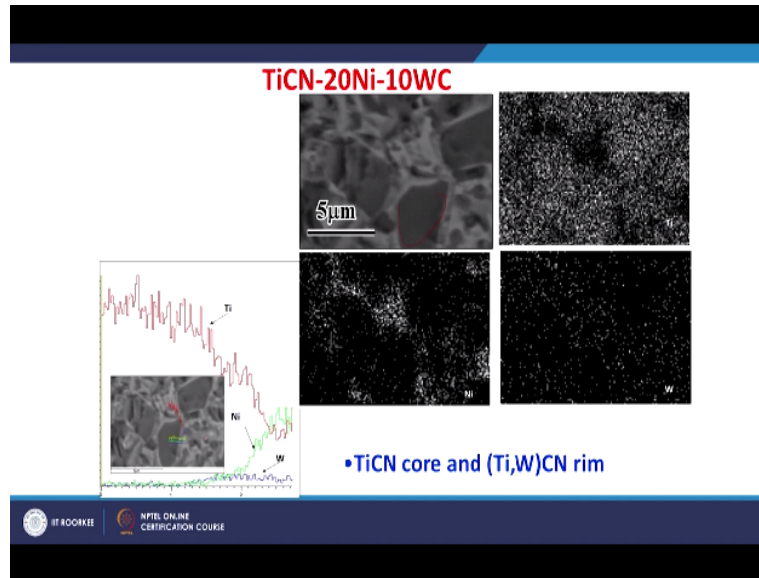 TiCN-20Ni-10WC
5µm
Ti
Ni
W
Ti
Ni
W
•TiCN core and (Ti,W)CN rim
IIT ROORKEE
NPTEL ONLINE
CERTIFICATION COURSE